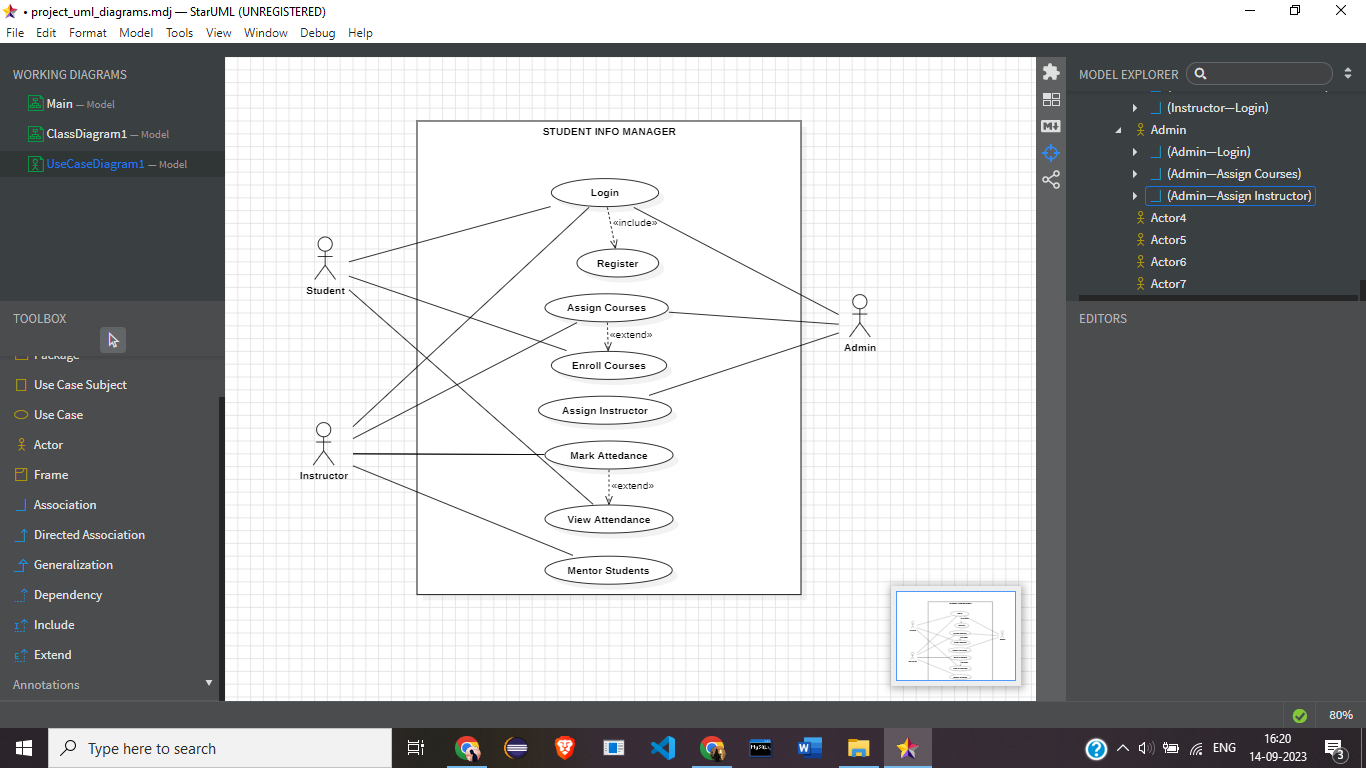 • project_uml_diagrams.mdj — StarUML (UNREGISTERED)
File Edit Format Model Tools View Window Debug Help
WORKING DIAGRAMS
Main — Model
ClassDiagram1 — Model
UseCaseDiagram1 — Model
TOOLBOX
Package
Use Case Subject
Use Case
Actor
Frame
Association
Directed Association
Generalization
Dependency
Include
Extend
Annotations
STUDENT INFO MANAGER
Login
«include»
Register
Student
Assign Courses
«extend»
Admin
Enroll Courses
Assign Instructor
Mark Attedance
Instructor
«extend»
View Attendance
Mentor Students
MODEL EXPLORER
(Instructor—Login)
Admin
(Admin—Login)
(Admin—Assign Courses)
(Admin—Assign Instructor)
Actor4
Actor5
Actor6
Actor7
EDITORS
80%
Type here to search
ENG
16:20
14-09-2023
3